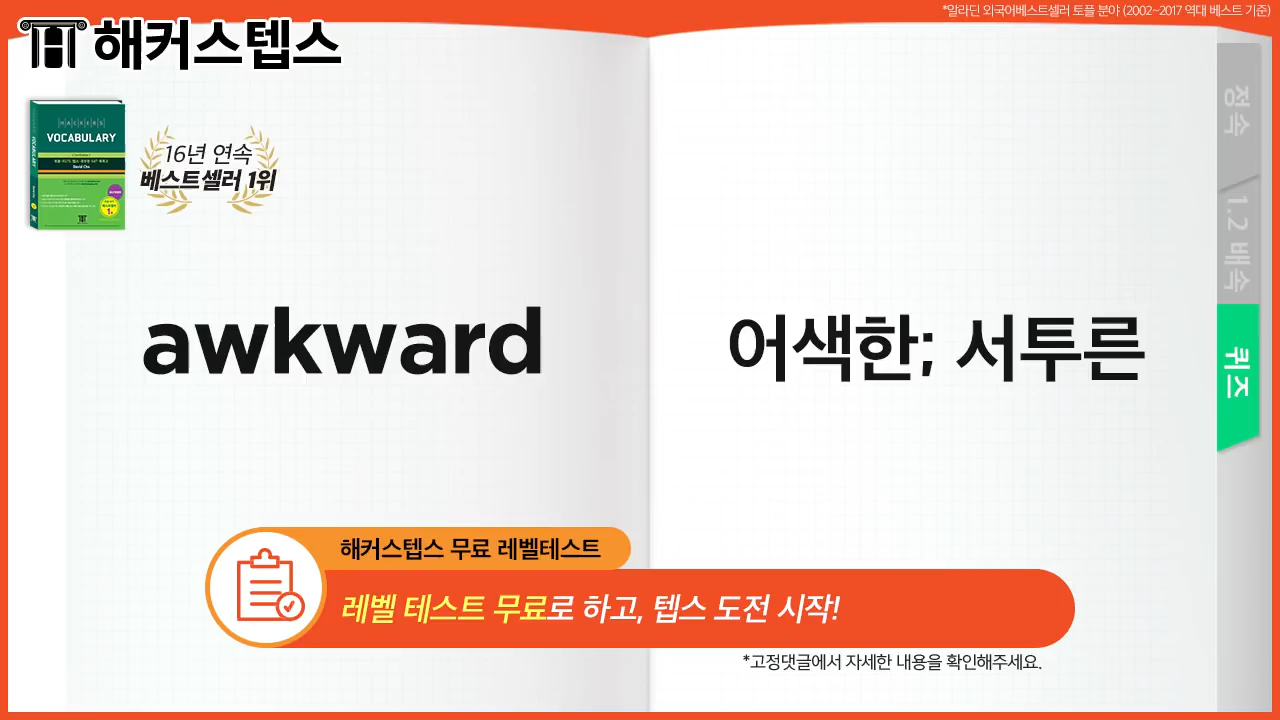 *알라딘 외국어베스트셀러 토플 분야 (2002~2017 역대 베스트 기준)
해커스텝스
HACKERS
VOCABULARY
16년 연속
베스트셀러 1위
정속
1.2 배속
퀴즈
awkward
어색한; 서투른
해커스텝스 무료 레벨테스트
레벨 테스트 무료로 하고, 텝스 도전 시작!
*고정댓글에서 자세한 내용을 확인해주세요.